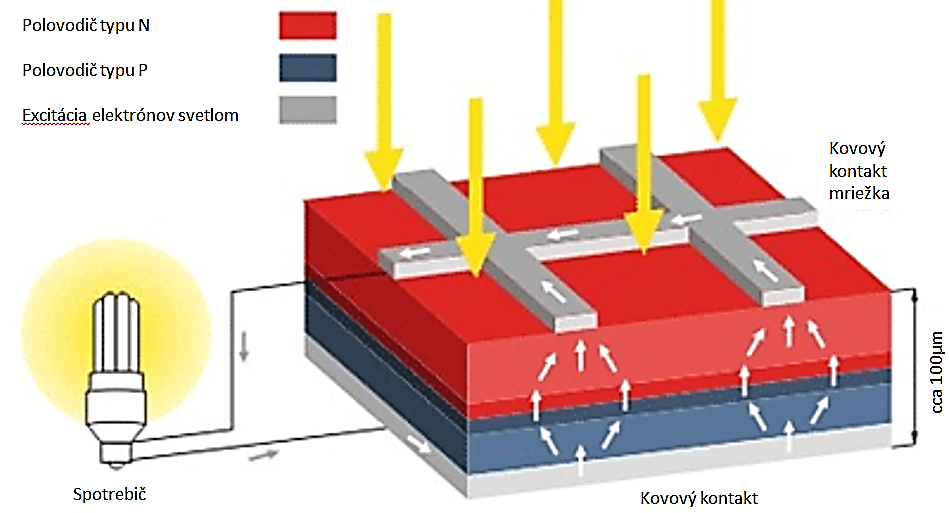 Polovodič typu N
Polovodič typu P
Excitácia elektrónov svetlom
Kovový
kontakt
mriežka
cca 100µm
Spotrebič
Kovový kontakt